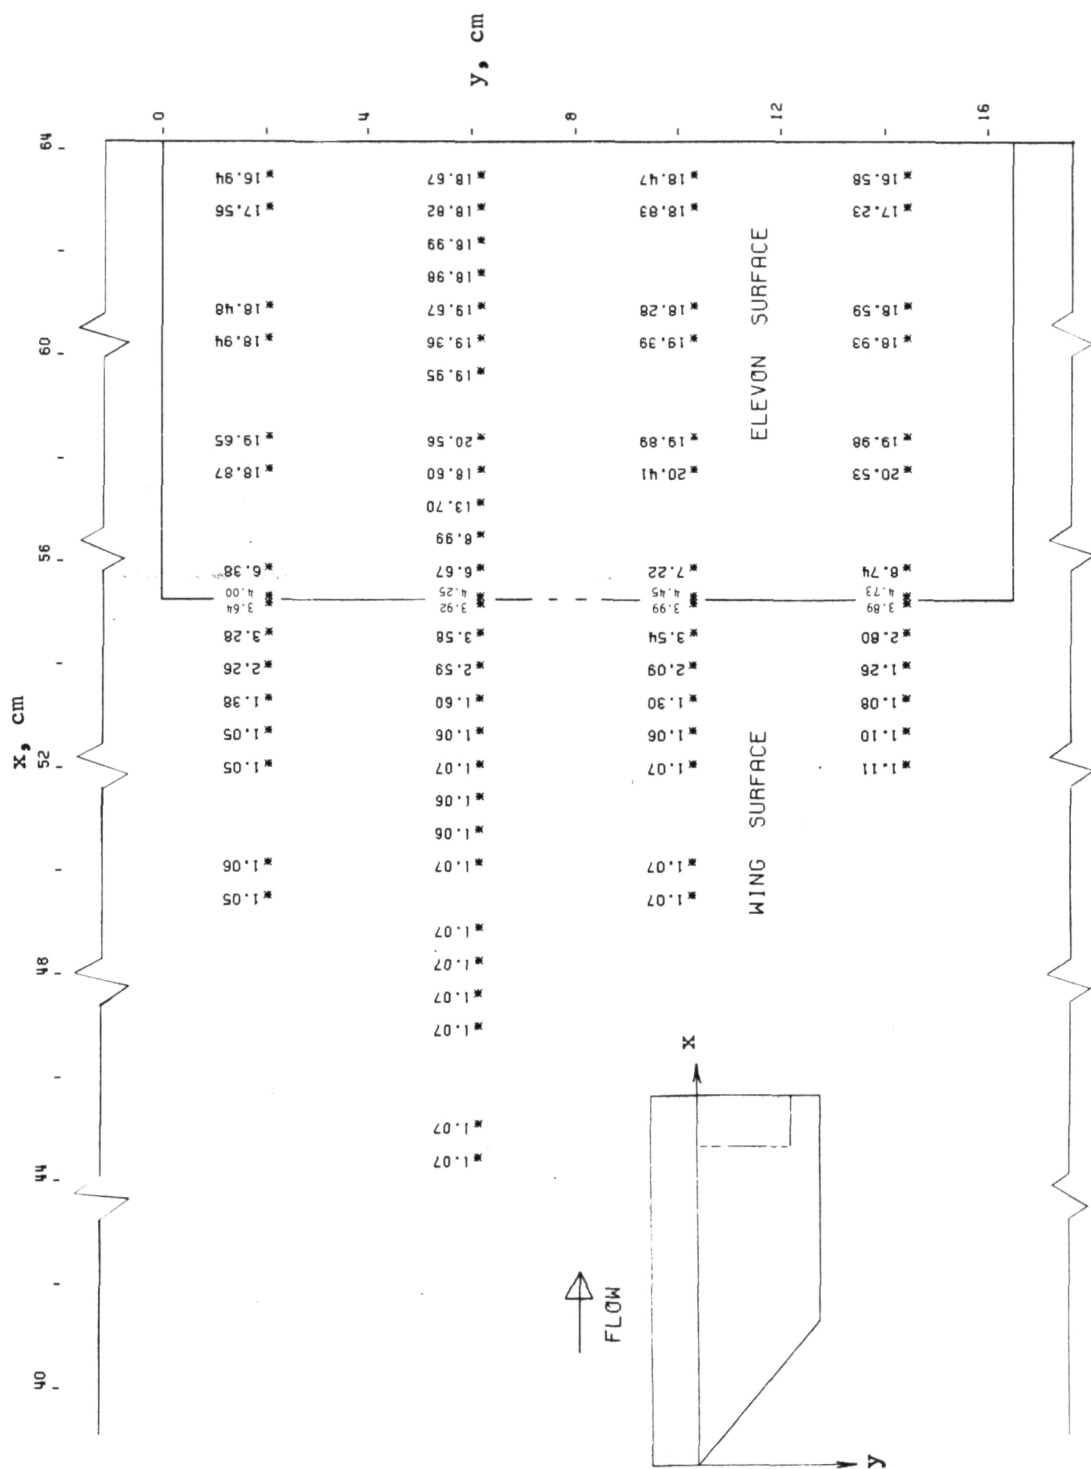 x, cm
40
44
48
52
56
60
64
y, cm
0
4
8
12
16
16.94 18.67 18.47 16.58
17.56 18.82 18.83 17.23
18.99
18.98
18.48 19.67 18.28 18.59
18.94 19.36 19.39 18.93
19.95
19.65 20.56 19.89 19.98
18.87 18.60 20.41 20.53
13.70
8.99
6.38 6.67 7.22 8.74
4.00 4.25 4.45 4.73
3.64 3.92 3.99 3.89
3.28 3.58 3.54 2.80
2.26 2.59 2.09 1.26
1.38 1.60 1.30 1.08
1.05 1.06 1.06 1.10
1.05 1.07 1.07 1.11
1.06
1.06
1.06 1.07 1.07
1.05 1.07
1.07
1.07
1.07
1.07
1.07
1.07
ELEVON SURFACE
WING SURFACE
FLOW
x
y